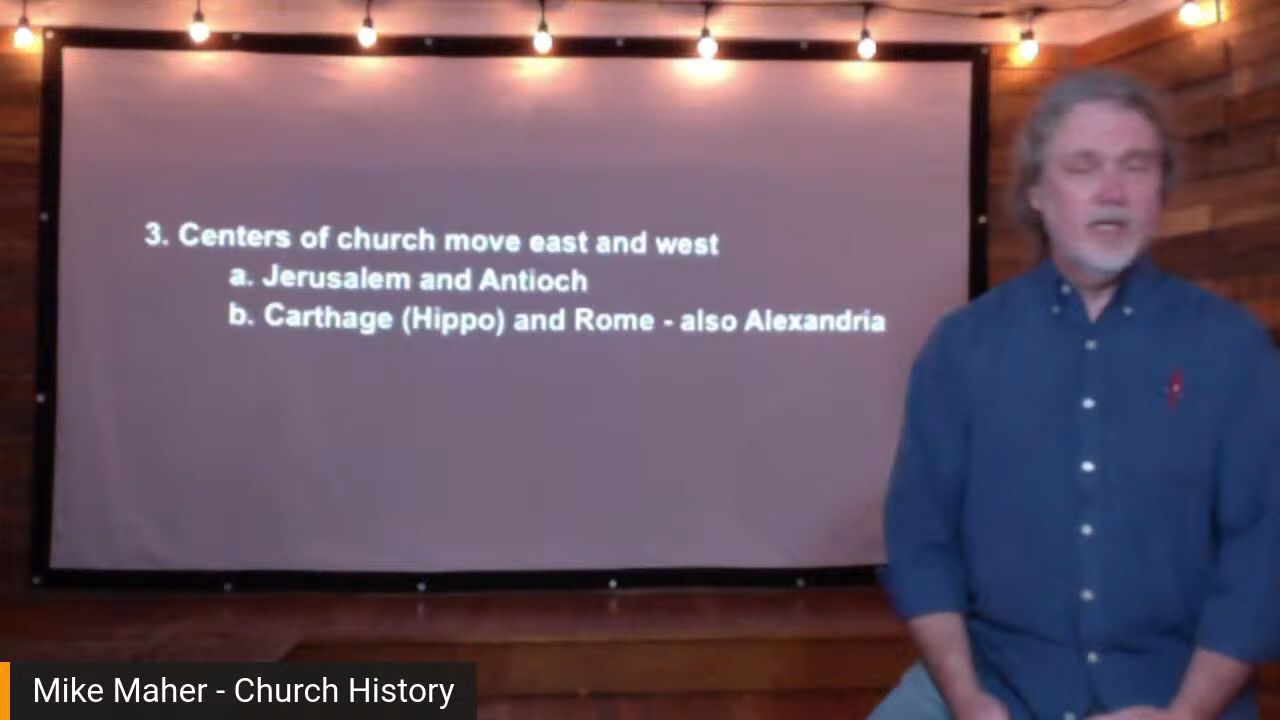 3. Centers of church move east and west
a. Jerusalem and Antioch
b. Carthage (Hippo) and Rome - also Alexandria
Mike Maher - Church History